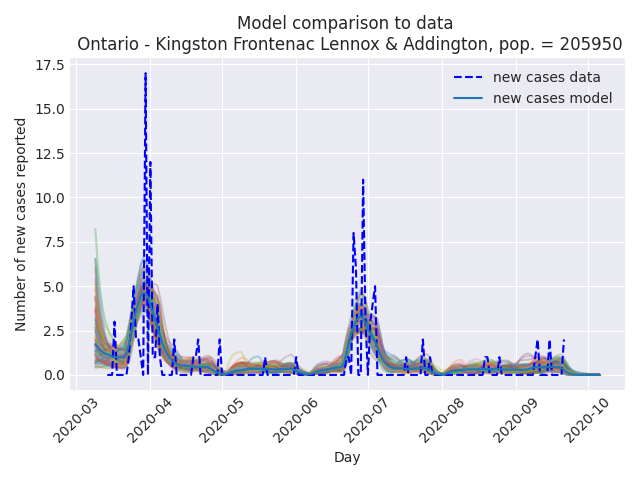 Model comparison to data
Ontario - Kingston Frontenac Lennox & Addington, pop. = 205950
17.5
15.0
12.5
10.0
7.5
5.0
2.5
0.0
Number of new cases reported
new cases data
new cases model
2020-03
2020-04
2020-05
2020-06
2020-07
2020-08
2020-09
2020-10
Day